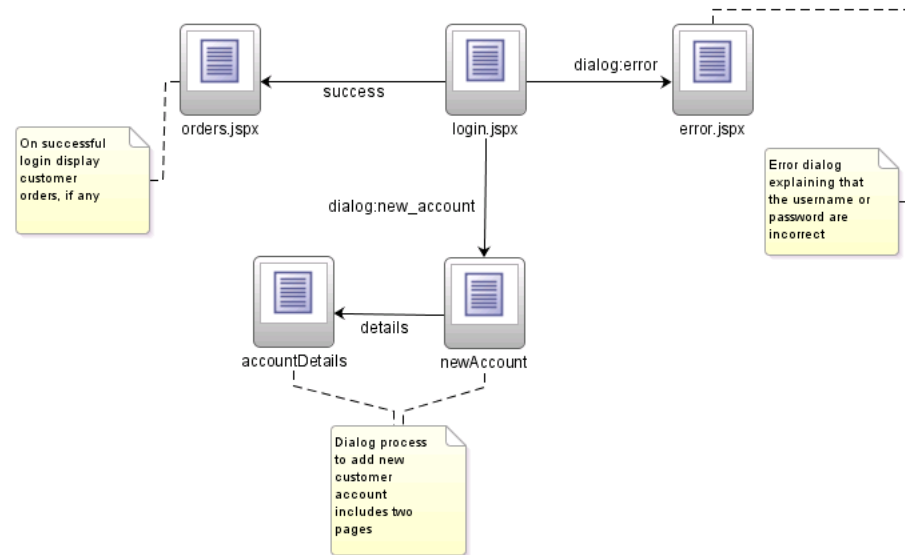 dialog:error
success
orders.jspx
login.jspx
error.jspx
On successful
login display
customer
orders, if any
Error dialog
explaining that
the username or
password are
incorrect
dialog:new_account
details
accountDetails
newAccount
Dialog process
to add new
customer
account
includes two
pages